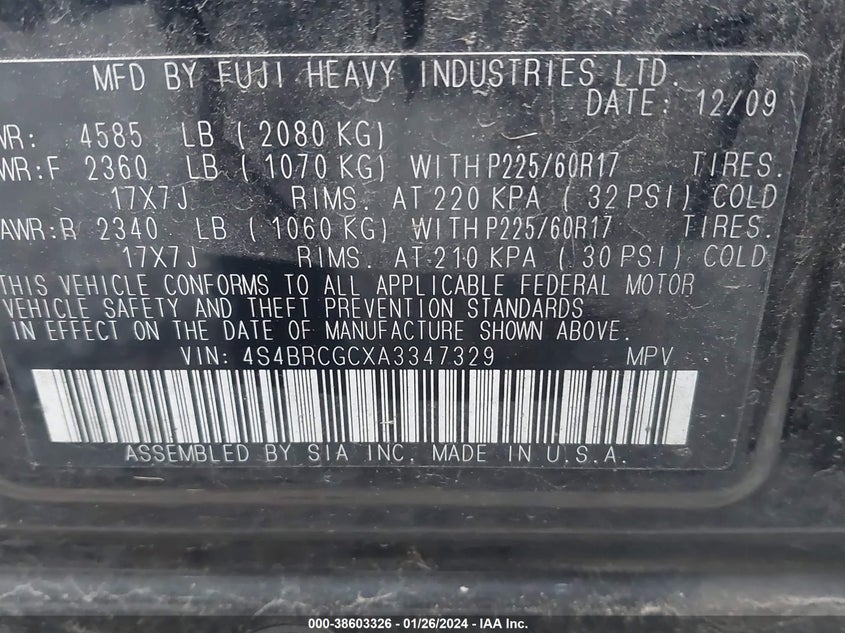 MFD BY FUJI HEAVY INDUSTRIES LTD.
DATE: 12/09
WR: 4585 LB ( 2080 KG)
WR:F 2360 LB ( 1070 KG) WITH P225/60R17 TIRES.
17X7J RIMS. AT 220 KPA ( 32 PSI) COLD
AWR:R 2340 LB ( 1060 KG) WITH P225/60R17 TIRES.
17X7J RIMS. AT 210 KPA ( 30 PSI) COLD
THIS VEHICLE CONFORMS TO ALL APPLICABLE FEDERAL MOTOR
VEHICLE SAFETY AND THEFT PREVENTION STANDARDS
IN EFFECT ON THE DATE OF MANUFACTURE SHOWN ABOVE.
VIN: 4S4BRCGCXA3347329 MPV
ASSEMBLED BY SIA INC. MADE IN U.S.A.
000-38603326 - 01/26/2024 - IAA Inc.